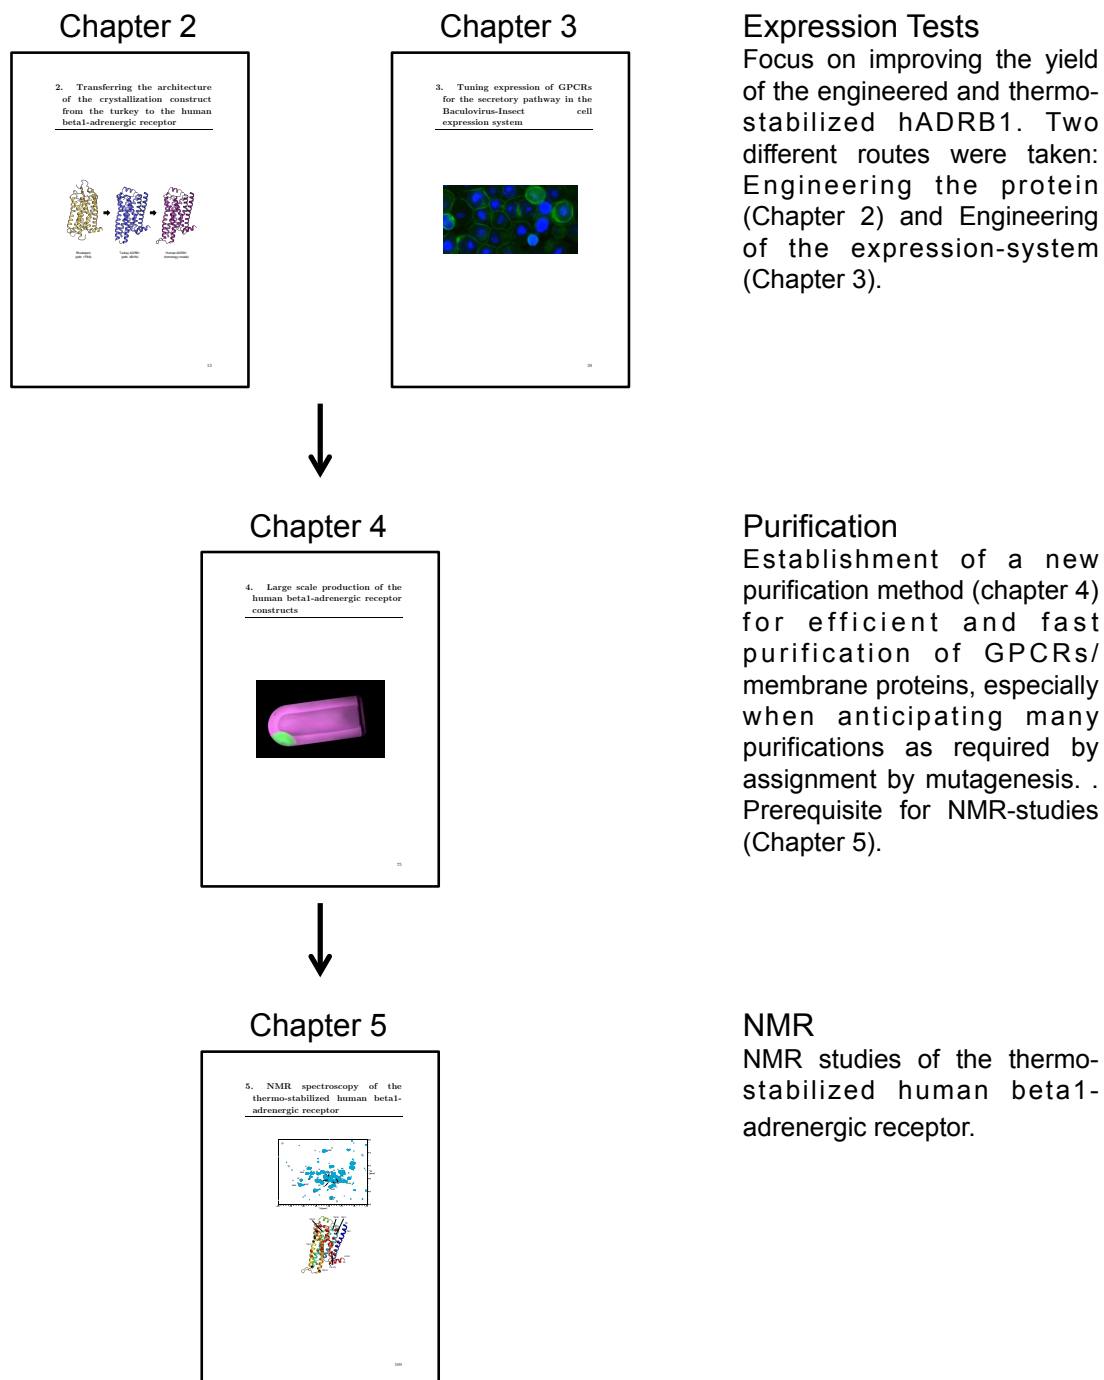 Chapter 2
2. Transferring the architecture
of the crystallization construct
from the turkey to the human
beta1-adrenergic receptor
Chapter 3
3. Tuning expression of GPCRs
for the secretory pathway in the
Baculovirus-Insect cell
expression system
Expression Tests
Focus on improving the yield
of the engineered and thermo-
stabilized hADRB1. Two
different routes were taken:
Engineering the protein
(Chapter 2) and Engineering
of the expression-system
(Chapter 3).
Chapter 4
4. Large scale production of the
human beta1-adrenergic receptor
constructs
75
Purification
Establishment of a new
purification method (chapter 4)
for efficient and fast
purification of GPCRs/
membrane proteins, especially
when anticipating many
purifications as required by
assignment by mutagenesis. .
Prerequisite for NMR-studies
(Chapter 5).
Chapter 5
5. NMR spectroscopy of the
thermo-stabilized human beta1-
adrenergic receptor
NMR
NMR studies of the thermo-
stabilized human beta1-
adrenergic receptor.